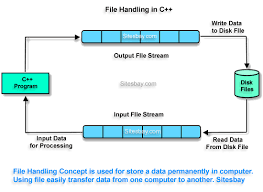 File Handling in C++
Write Data
to Disk File
Sitesbay.com
Output File Stream
C++
Program
Sitesbay.com
Disk
Files
Input File Stream
Sitesbay.com
Input Data
for Processing
Read Data
From Disk File
File Handling Concept is used for store a data permanently in computer.
Using file easily transfer data from one computer to another. Sitesbay